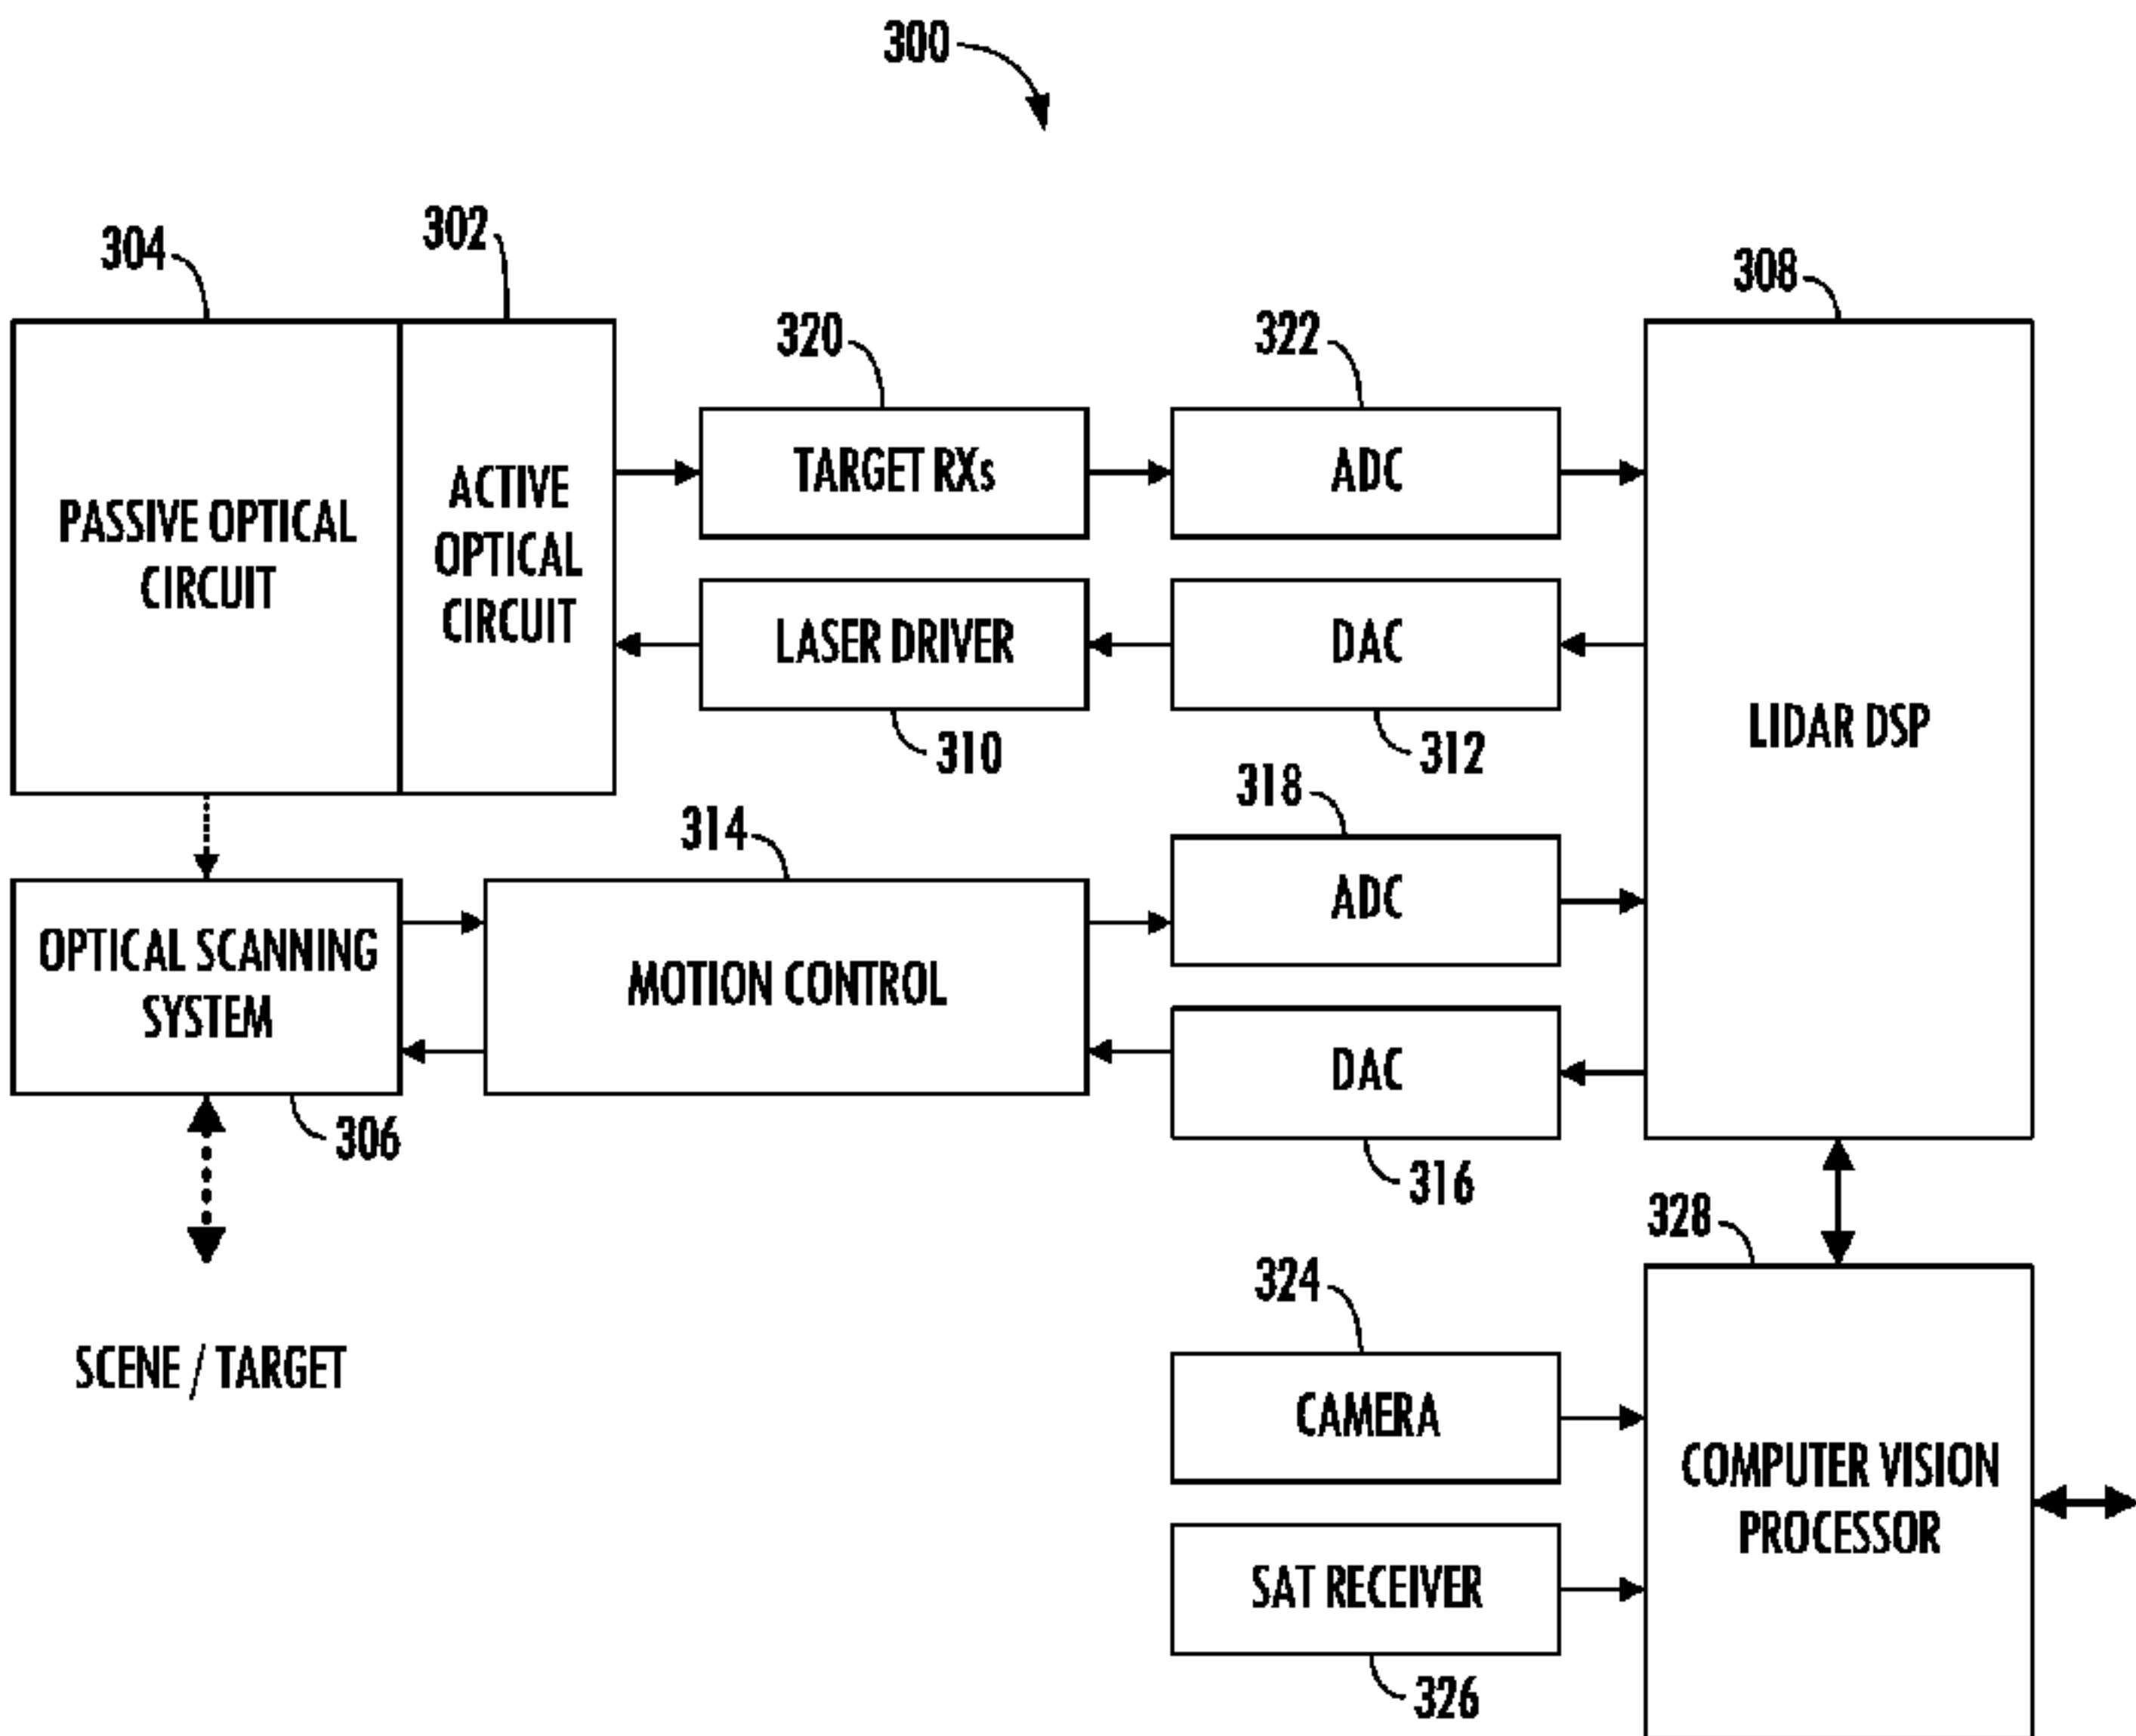 300
304
302
320
322
308
PASSIVE OPTICAL
CIRCUIT
ACTIVE
OPTICAL
CIRCUIT
TARGET RXs
ADC
LASER DRIVER
DAC
LIDAR DSP
310
312
314
318
OPTICAL SCANNING
SYSTEM
MOTION CONTROL
ADC
DAC
306
316
328
324
SCENE / TARGET
CAMERA
COMPUTER VISION
PROCESSOR
SAT RECEIVER
326